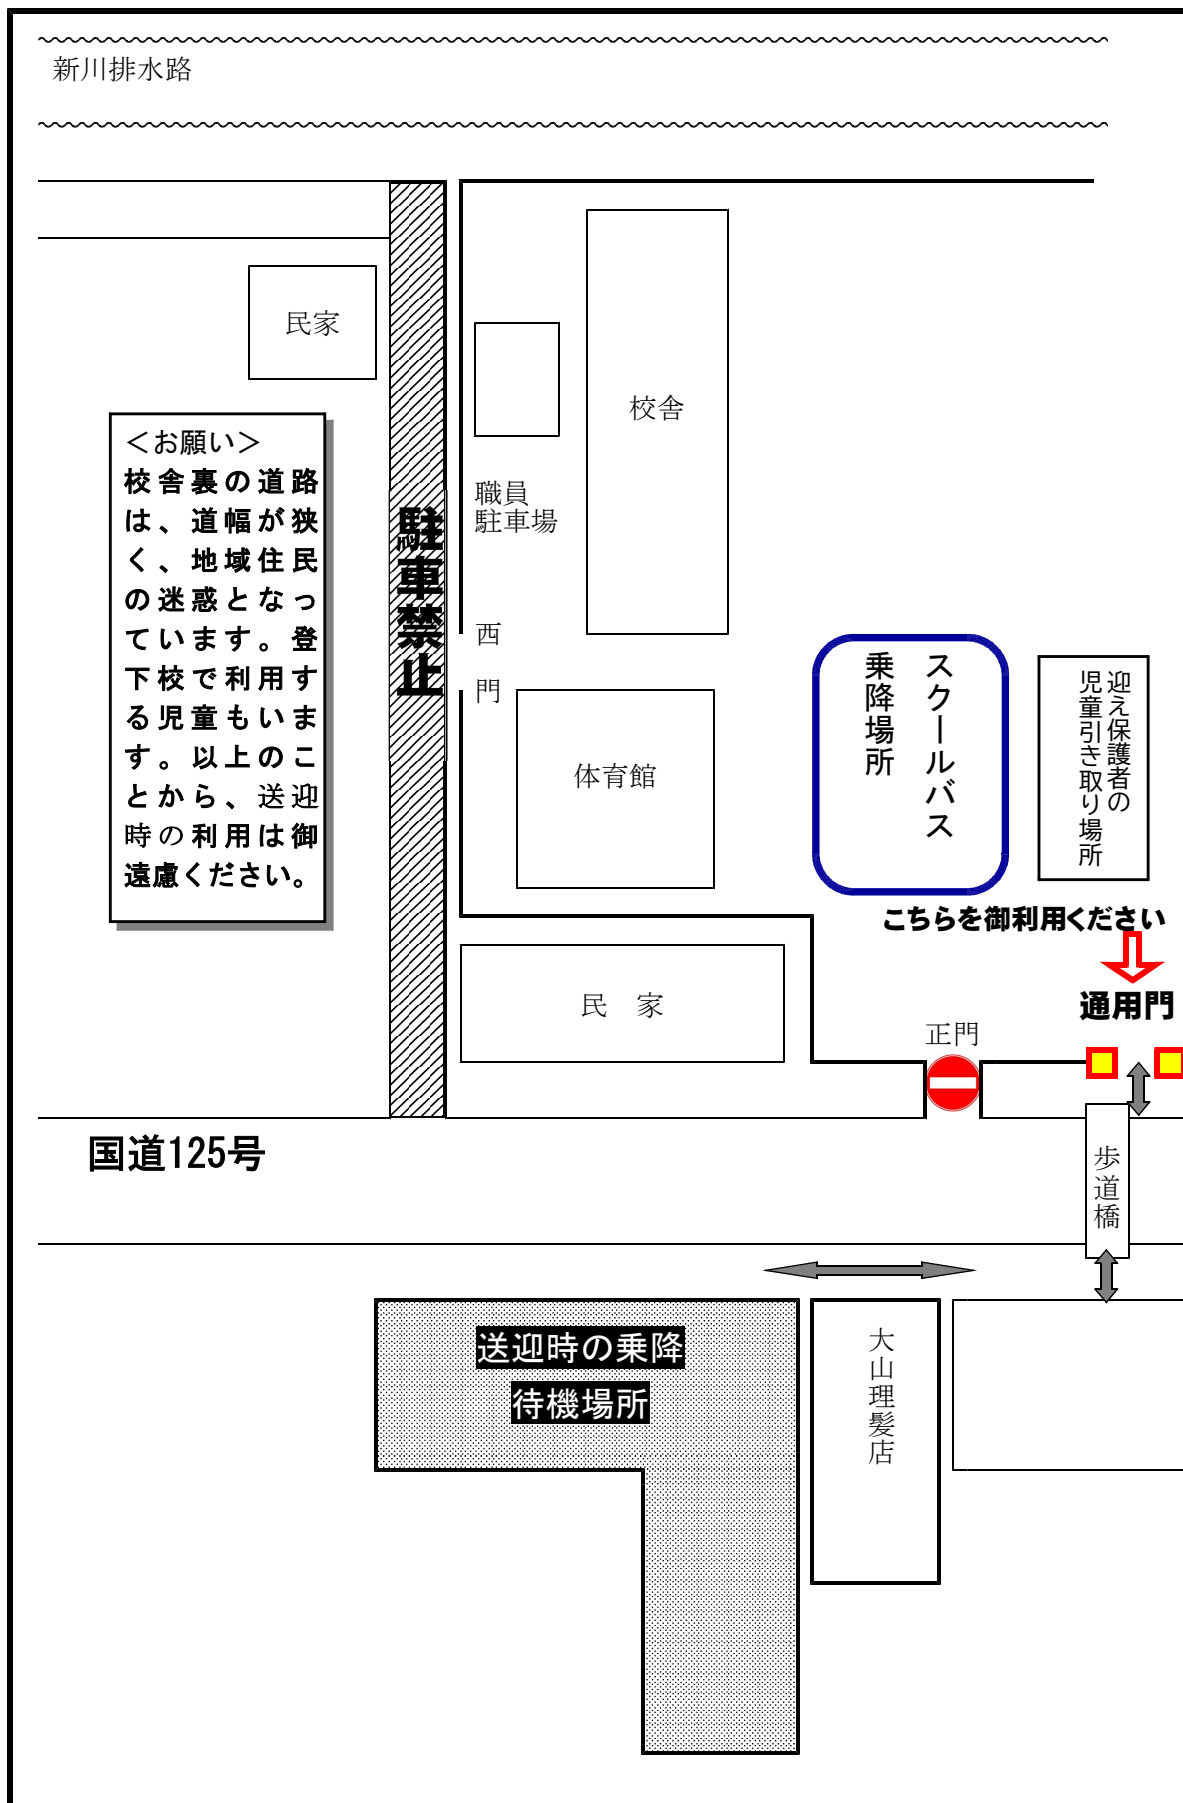 新川排水路
民家
校舎
＜お願い＞
校舎裏の道路
は、道幅が狭
く、地域住民
の迷惑となっ
ています。登
下校で利用す
る児童もいま
す。以上のこ
とから、送迎
時の利用は御
遠慮ください。
駐車禁止
職員
駐車場
西
門
体育館
スクールバス
乗降場所
迎え保護者の
児童引き取り場所
こちらを御利用ください
通用門
民　家
正門
国道125号
歩道橋
送迎時の乗降
待機場所
大山理髪店